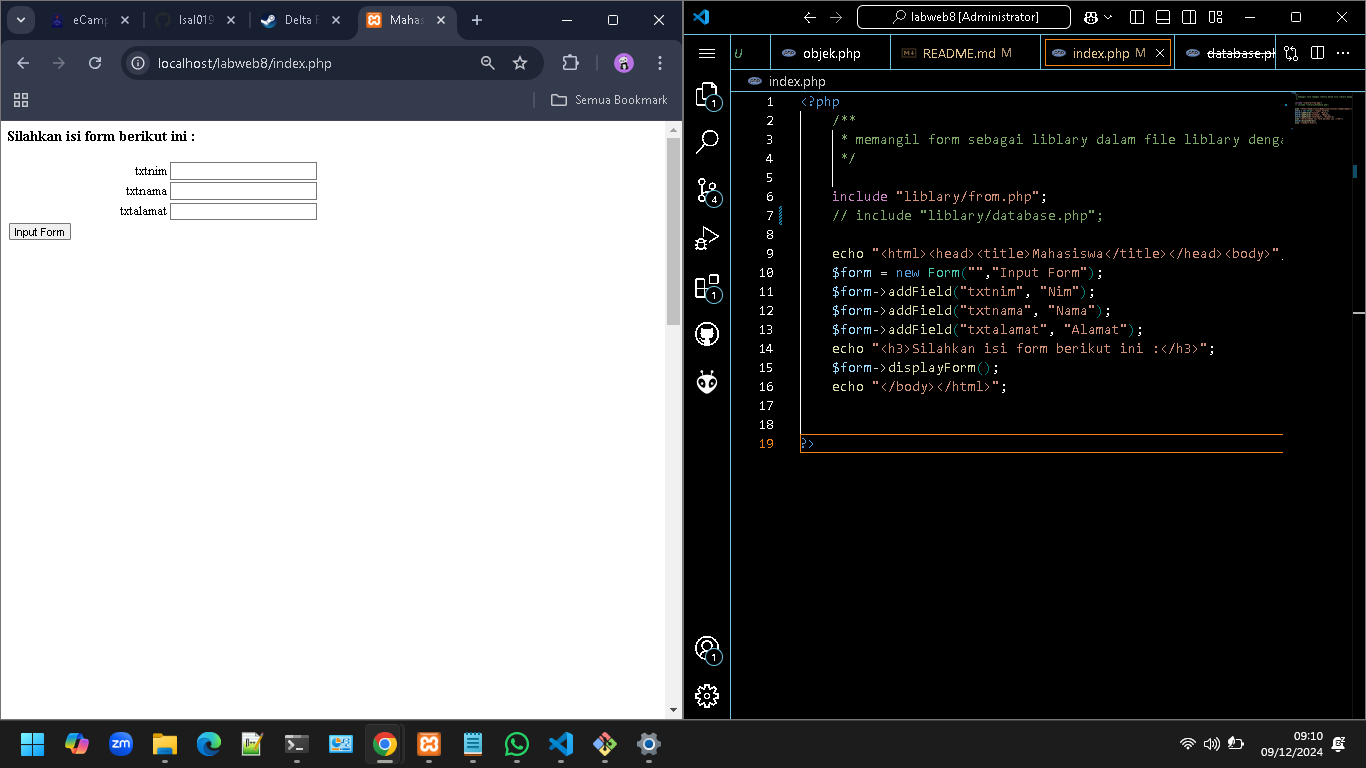 eCamp
Isal019
Delta F
Mahas
localhost/labweb8/index.php
Semua Bookmark
Silahkan isi form berikut ini :
txtnim
txtnama
txtalamat
Input Form
labweb8 [Administrator]
U
objek.php
README.md M
index.php M
database.ph
index.php
1 <?php
2 /**
3 * memangil form sebagai liblary dalam file liblary denga
4 */
5
6 include "liblary/from.php";
7 // include "liblary/database.php";
8
9 echo "<html><head><title>Mahasiswa</title></head><body>"
10 $form = new Form("","Input Form");
11 $form->addField("txtnim", "Nim");
12 $form->addField("txtnama", "Nama");
13 $form->addField("txtalamat", "Alamat");
14 echo "<h3>Silahkan isi form berikut ini :</h3>";
15 $form->displayForm();
16 echo "</body></html>";
17
18
19 ?>
1
4
1
1
zm
09:10
09/12/2024